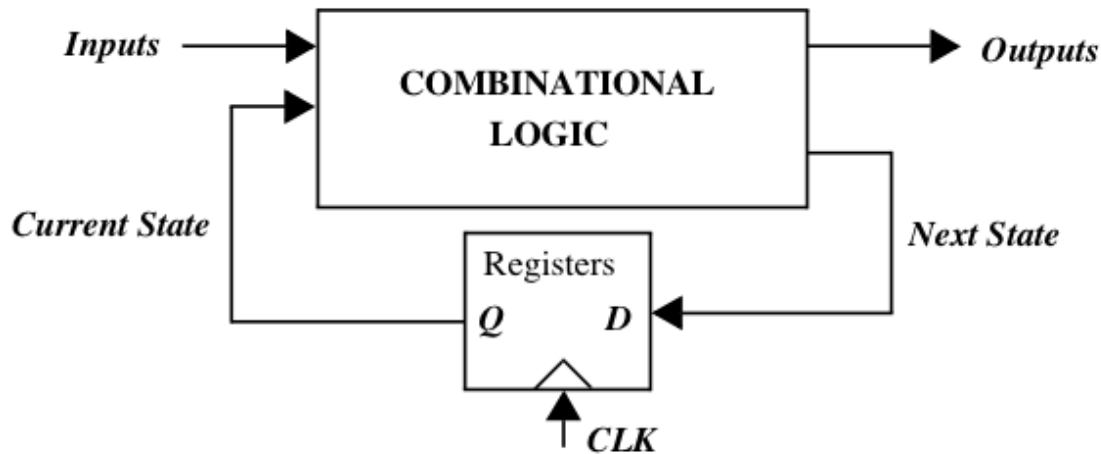 Inputs
Outputs
COMBINATIONAL
LOGIC
Current State
Next State
Registers
Q D
CLK